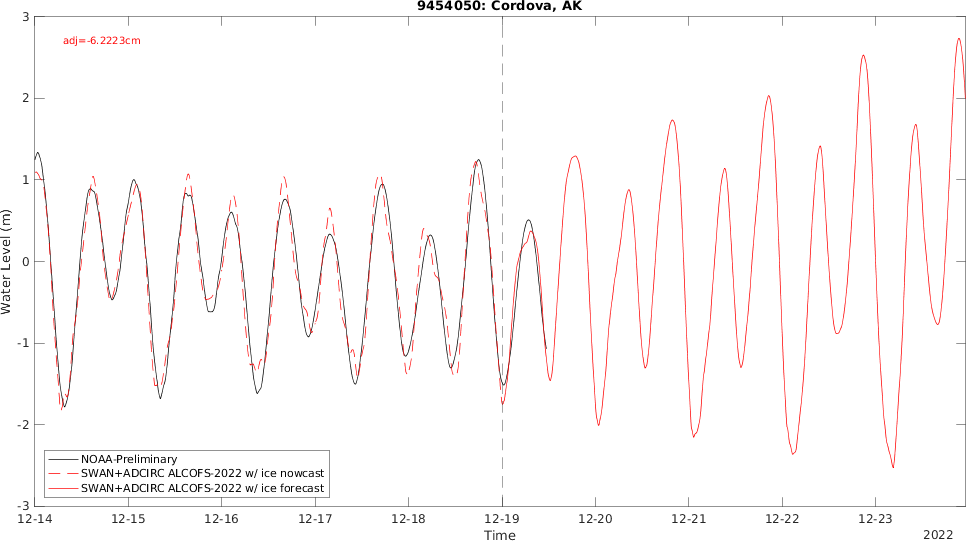 9454050: Cordova, AK
adj=-6.2223cm
3
2
1
0
-1
-2
-3
Water Level (m)
NOAA-Preliminary
SWAN+ADCIRC ALCOFS-2022 w/ ice nowcast
SWAN+ADCIRC ALCOFS-2022 w/ ice forecast
12-14 12-15 12-16 12-17 12-18 12-19 12-20 12-21 12-22 12-23
Time
2022